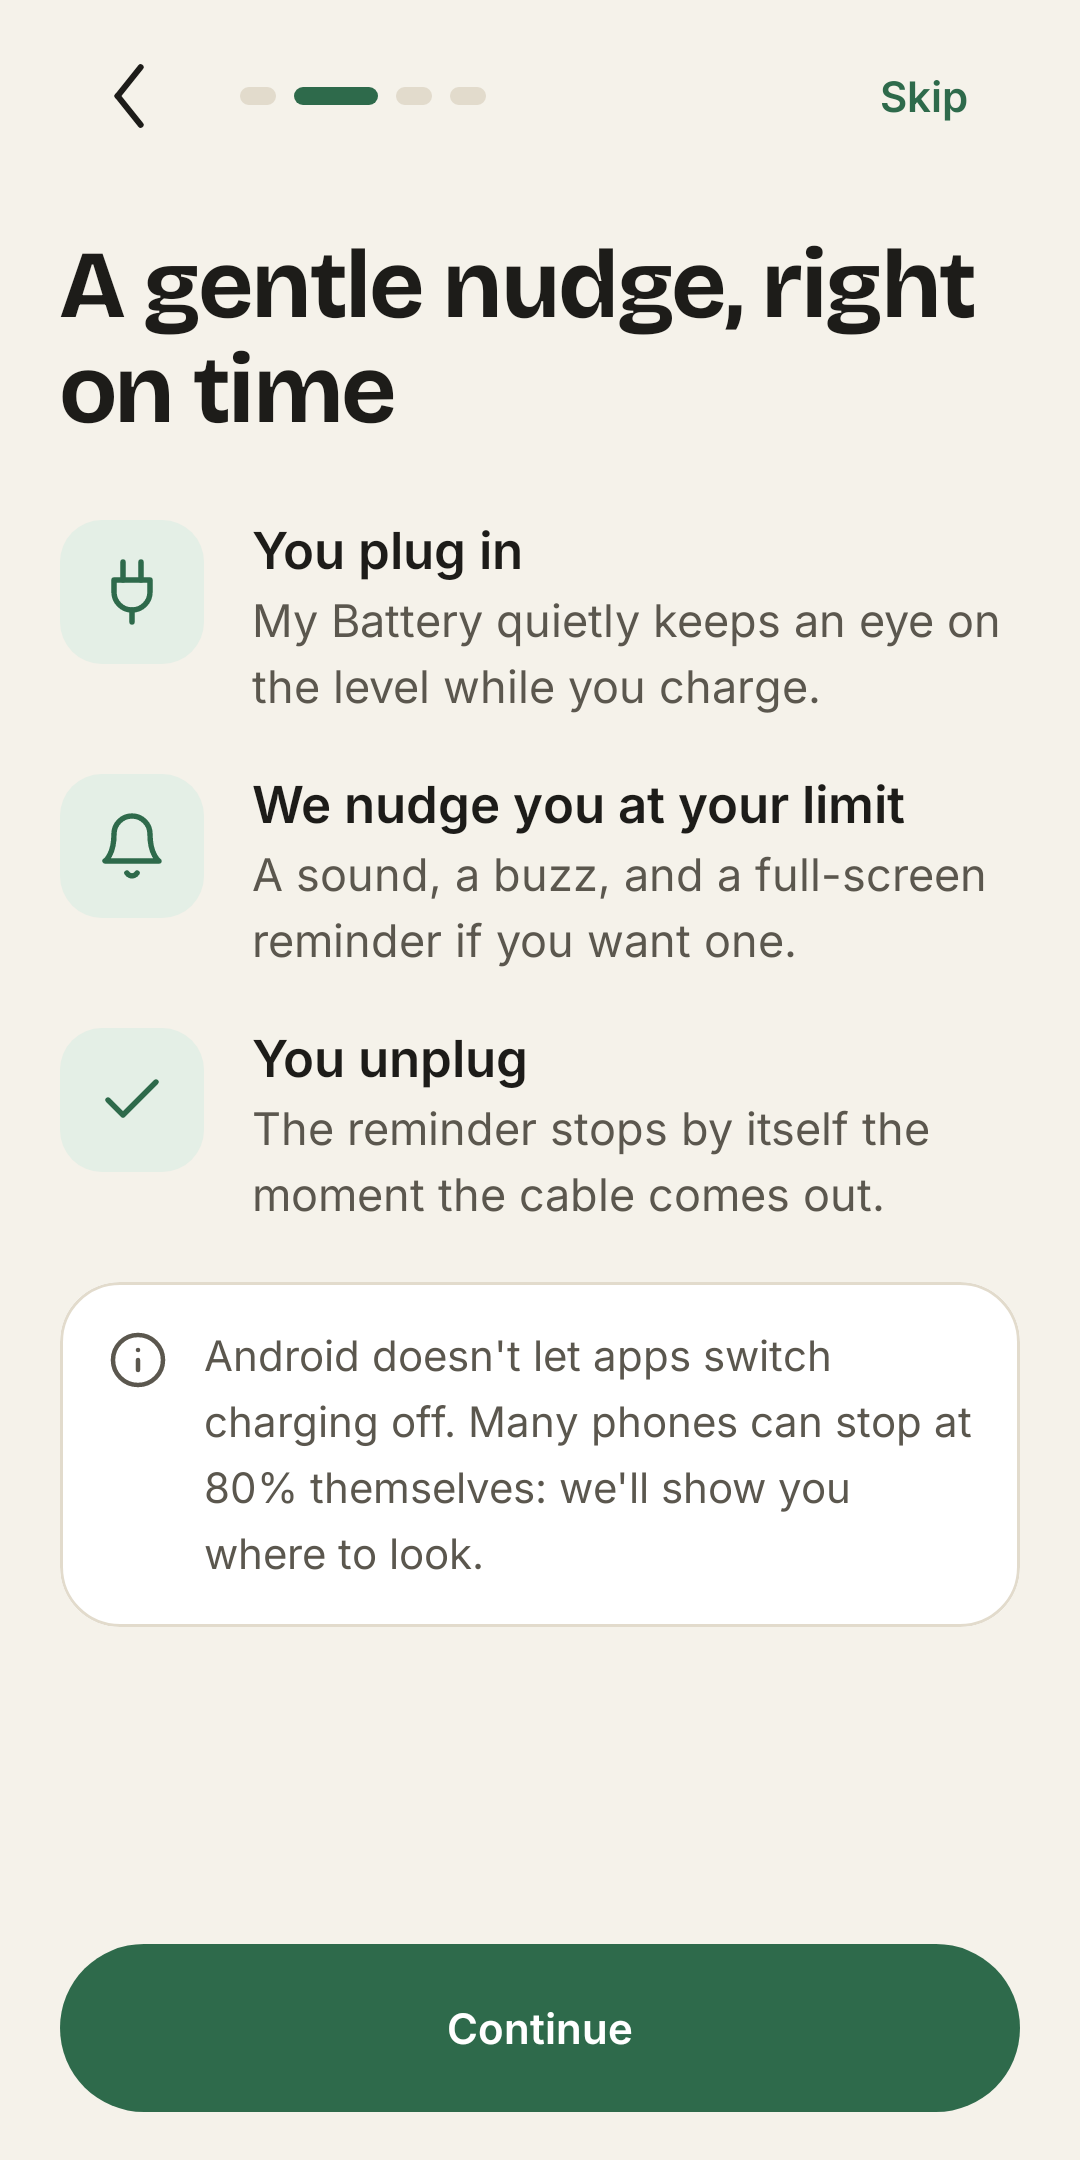 Skip
A gentle nudge, right
on time
You plug in
My Battery quietly keeps an eye on
the level while you charge.
We nudge you at your limit
A sound, a buzz, and a full-screen
reminder if you want one.
You unplug
The reminder stops by itself the
moment the cable comes out.
Android doesn't let apps switch
charging off. Many phones can stop at
80% themselves: we'll show you
where to look.
Continue